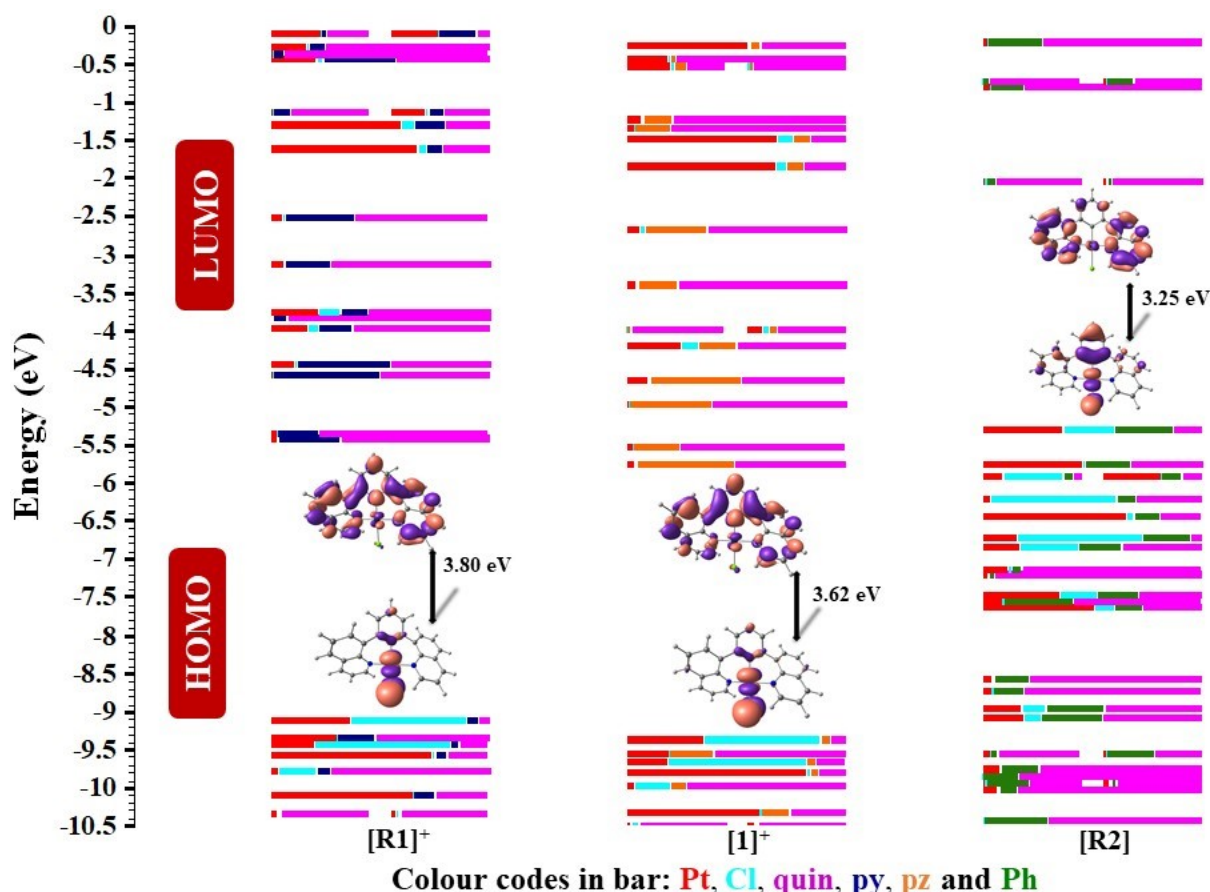 Energy (eV)
0
-0.5
-1
-1.5
-2
-2.5
-3
-3.5
-4
-4.5
-5
-5.5
-6
-6.5
-7
-7.5
-8
-8.5
-9
-9.5
-10
-10.5
LUMO
HOMO
3.80 eV
3.62 eV
3.25 eV
[R1]⁺
[1]⁺
[R2]
Colour codes in bar: Pt, Cl, quin, py, pz and Ph